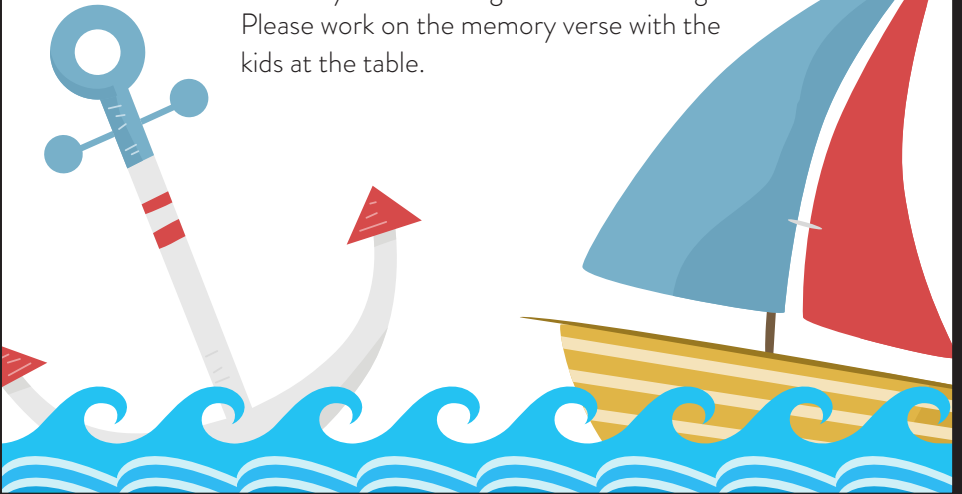 Please work on the memory verse with the
kids at the table.